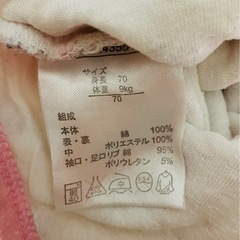 サイズ
身長 70
体重 9kg
70
組成
本体 綿 100%
表・裏 ポリエステル 100%
中 綿 95%
袖口・足口リブ ポリウレタン 5%